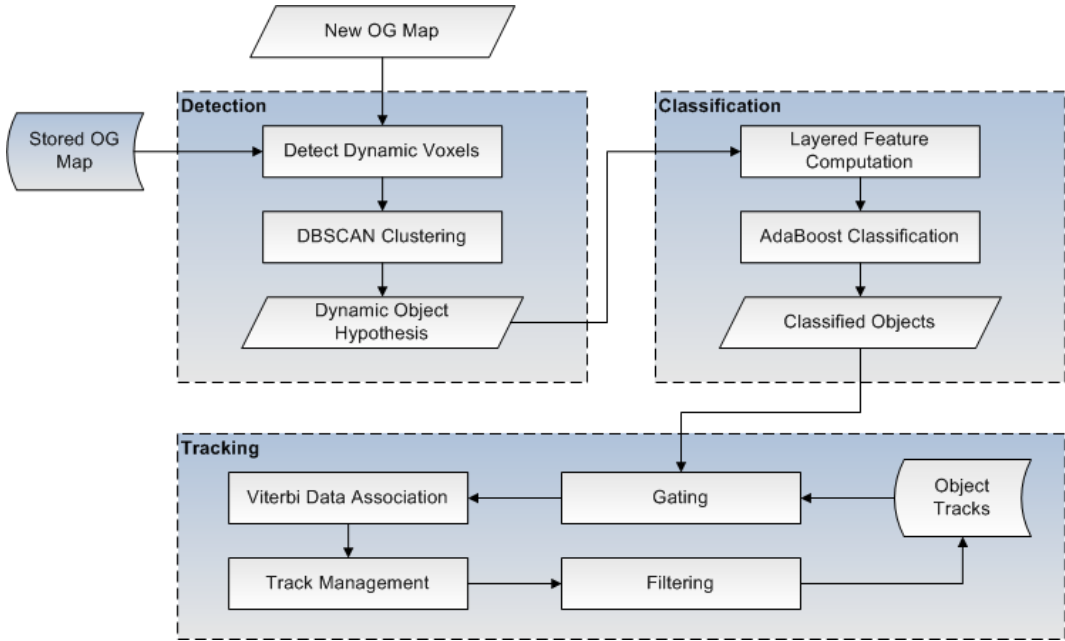 New OG Map
Detection
Classification
Stored OG
Map
Detect Dynamic Voxels
Layered Feature
Computation
DBSCAN Clustering
AdaBoost Classification
Dynamic Object
Hypothesis
Classified Objects
Tracking
Viterbi Data Association
Gating
Object
Tracks
Track Management
Filtering